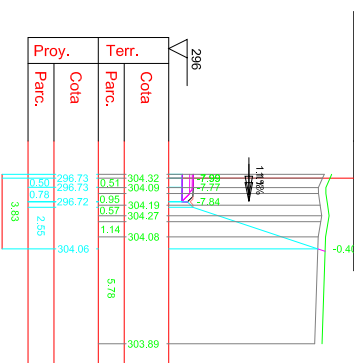 296
Proy. Terr.
Parc. Cota Parc. Cota
296.73 304.32 -7.99
0.50 296.73 0.51 304.09 -7.77
0.78 296.72 0.95 304.19 -7.84
0.57 304.27
3.83 2.55 1.14 304.08
304.06 -0.40
5.78
303.89